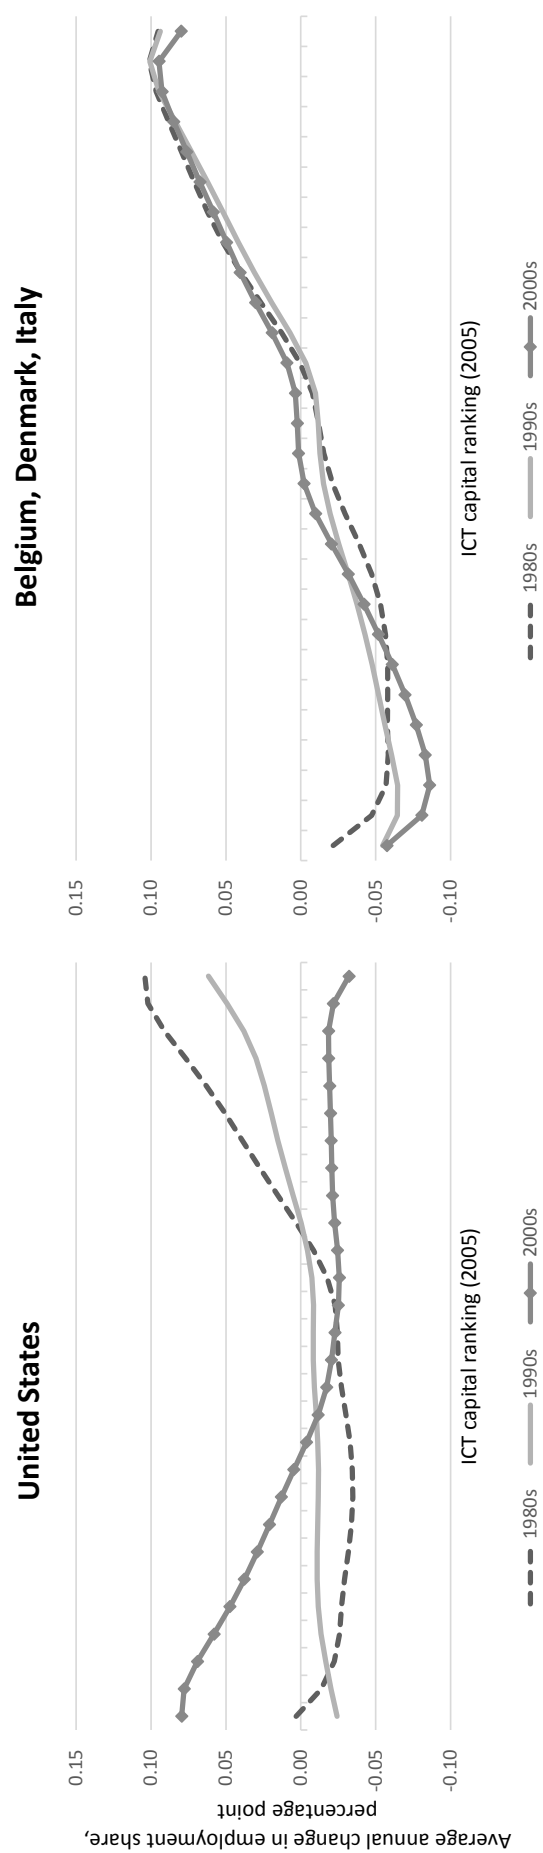 United States
Average annual change in employment share,
percentage point
0.15
0.10
0.05
0.00
-0.05
-0.10
ICT capital ranking (2005)
1980s 1990s 2000s
Belgium, Denmark, Italy
0.15
0.10
0.05
0.00
-0.05
-0.10
ICT capital ranking (2005)
1980s 1990s 2000s